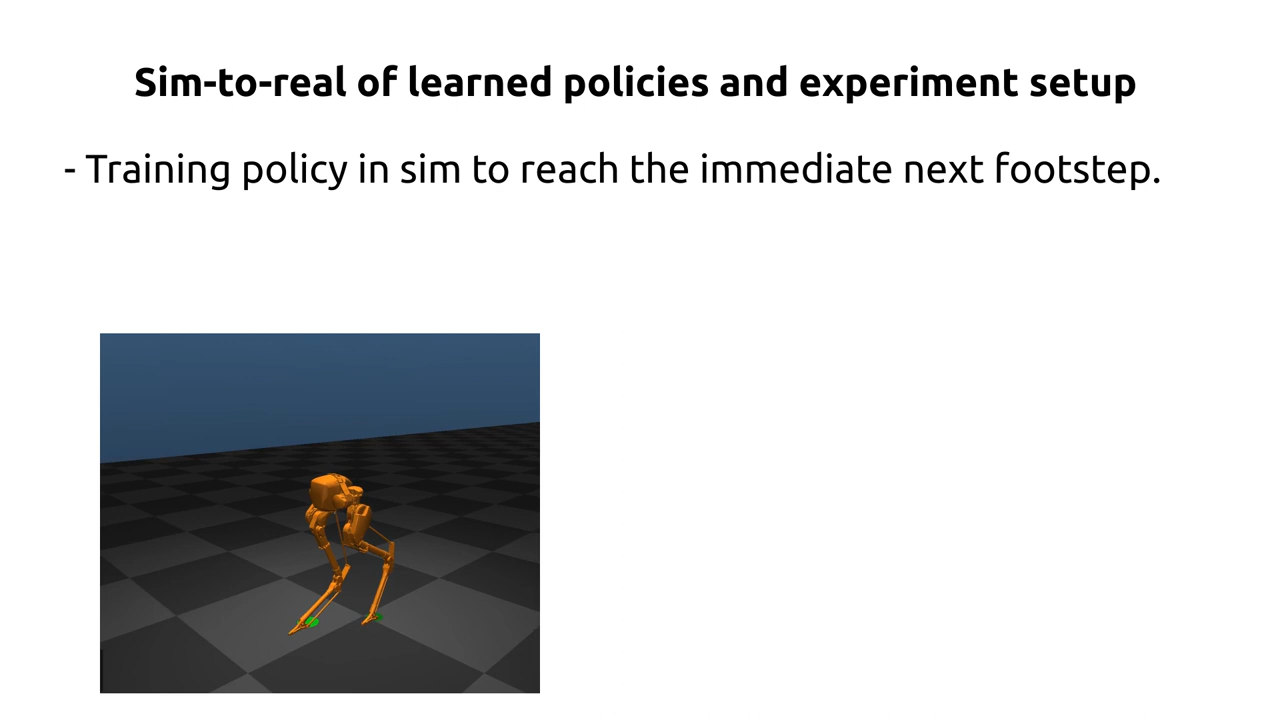 Sim-to-real of learned policies and experiment setup
- Training policy in sim to reach the immediate next footstep.